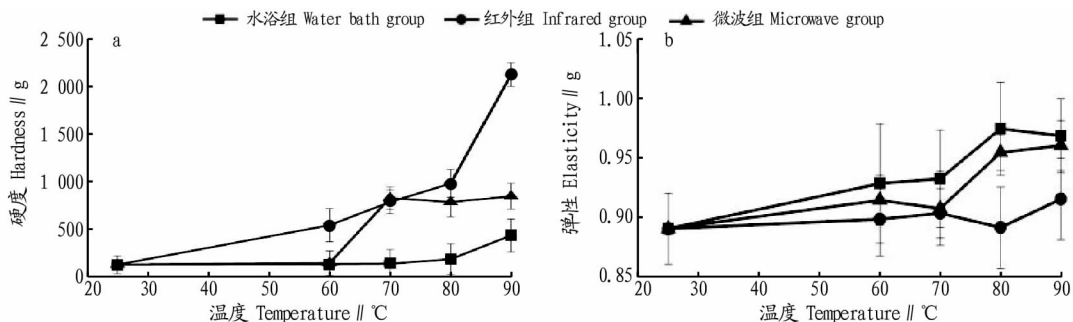 水浴组 Water bath group 红外组 Infrared group 微波组 Microwave group
a
2 500
2 000
1 500
1 000
500
0
硬度 Hardness∥g
20 30 40 50 60 70 80 90
温度 Temperature∥℃
b
1.05
1.00
0.95
0.90
0.85
弹性 Elasticity∥g
20 30 40 50 60 70 80 90
温度 Temperature∥℃